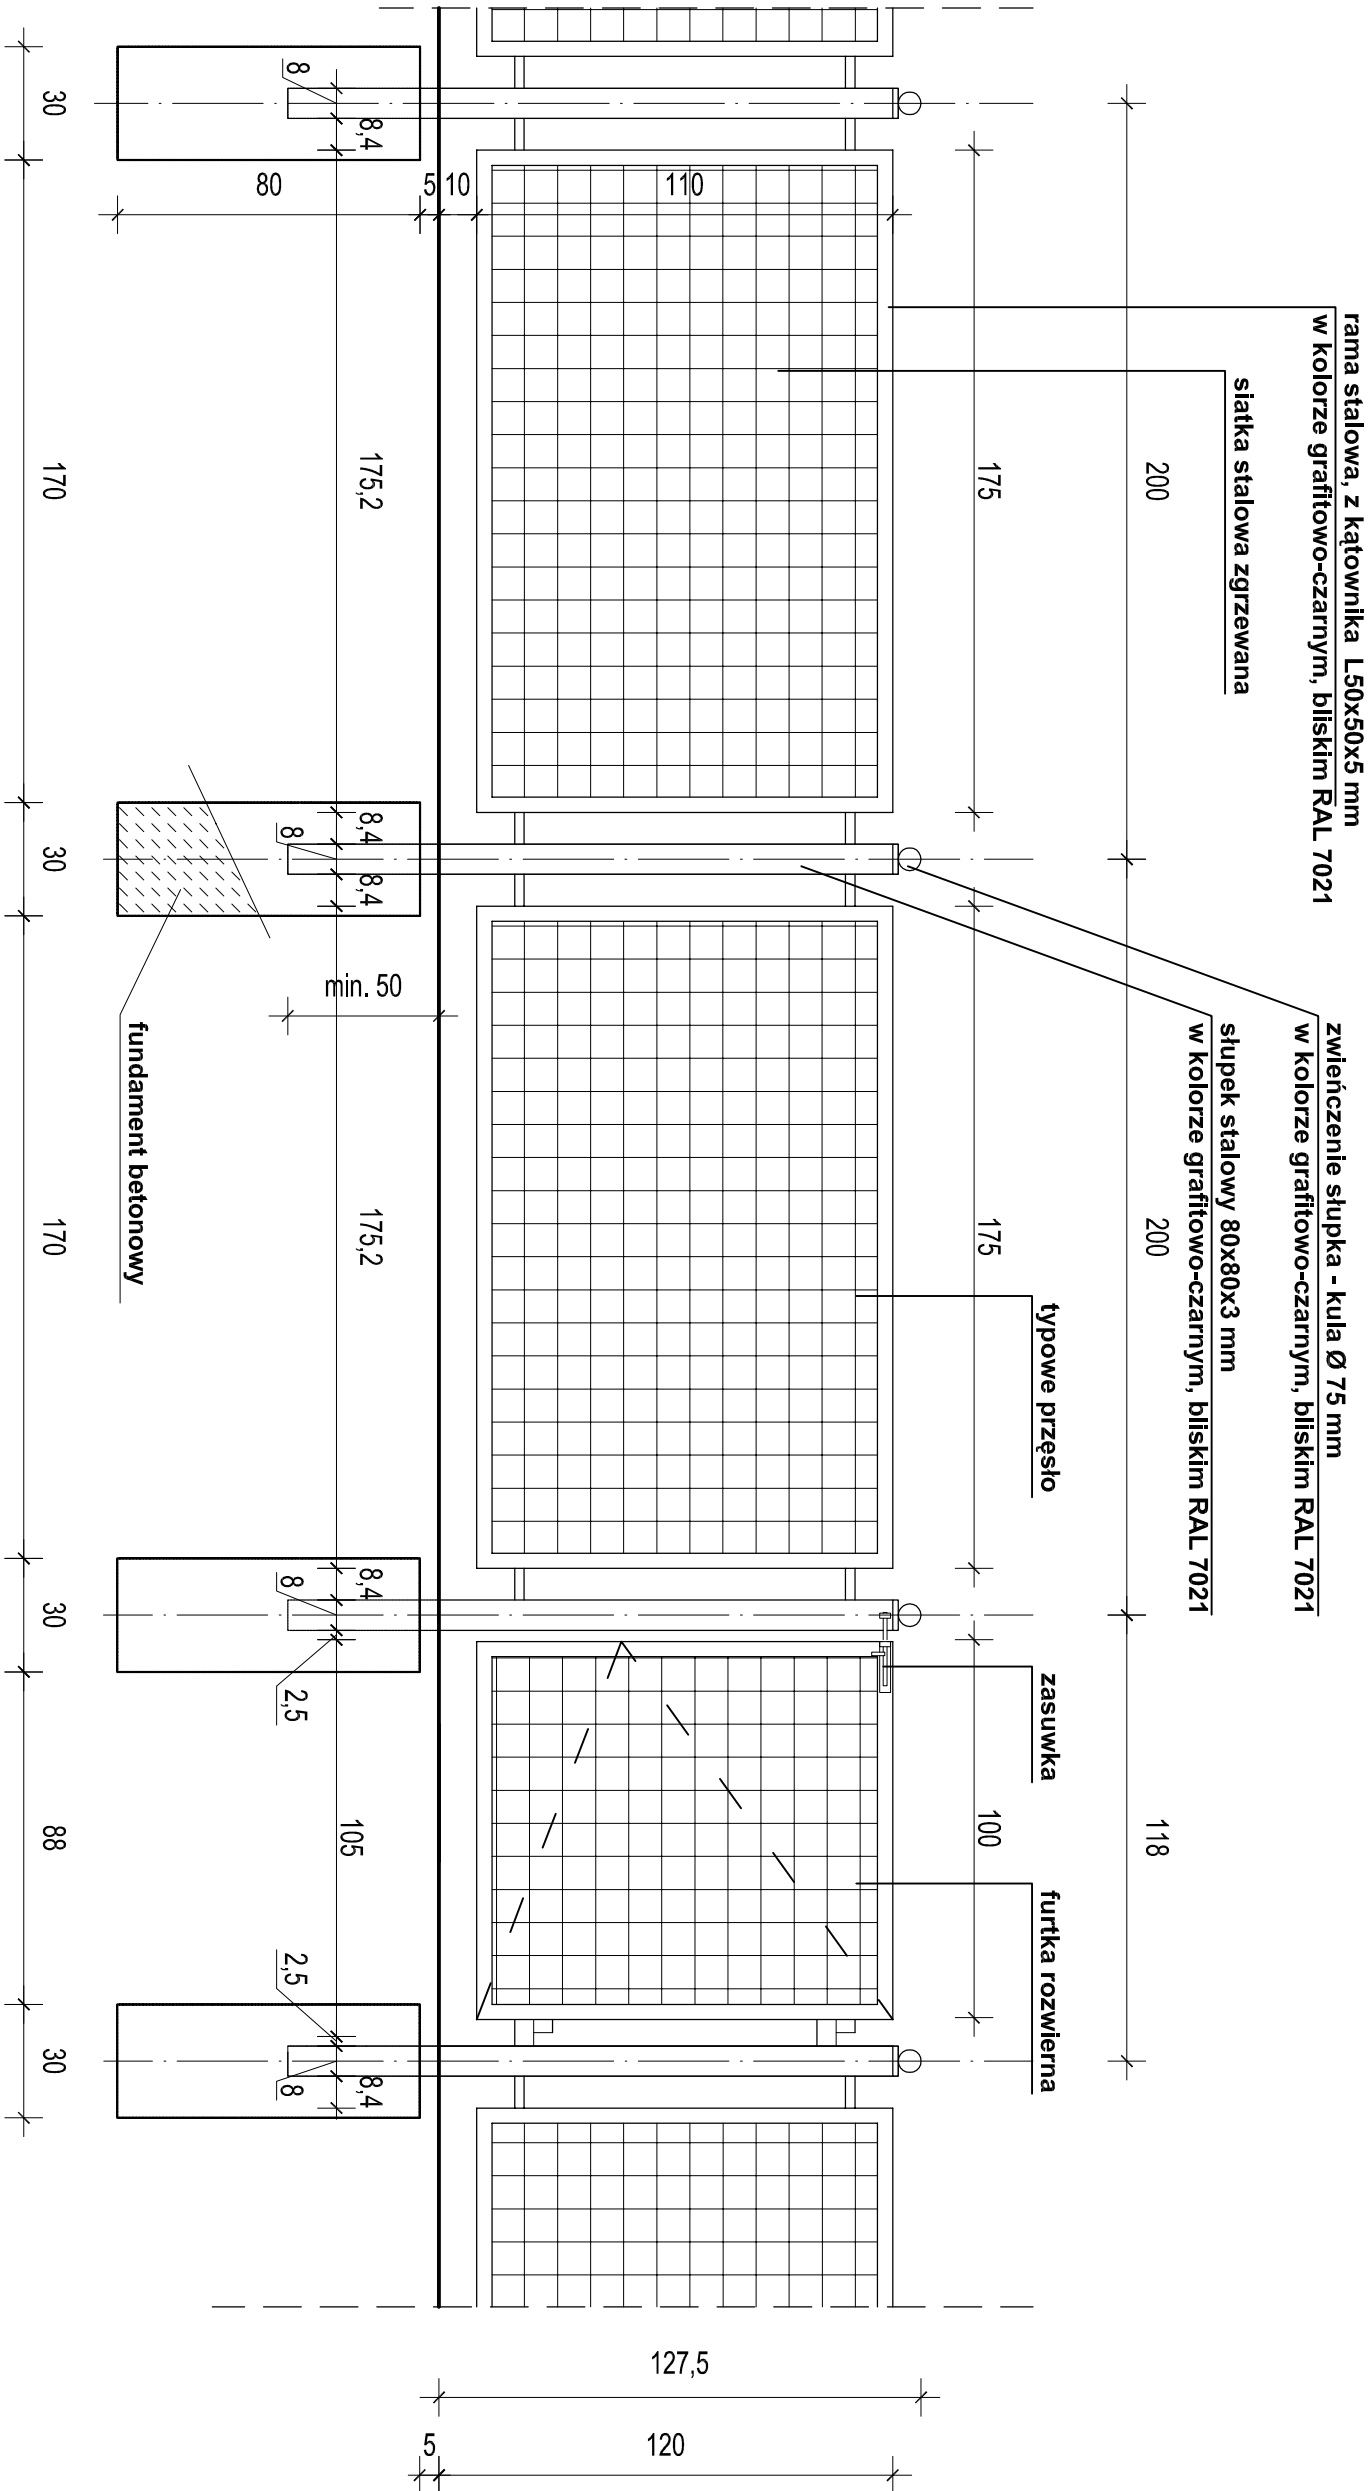 rama stalowa, z kątownika L50x50x5 mm
w kolorze grafitowo-czarnym, bliskim RAL 7021
siatka stalowa zgrzewana
zwieńczenie słupka - kula Ø 75 mm
w kolorze grafitowo-czarnym, bliskim RAL 7021
słupek stalowy 80x80x3 mm
w kolorze grafitowo-czarnym, bliskim RAL 7021
typowe przęsło
zasuwka
furtka rozwierna
200
200
118
175
175
100
110
10
5
80
min. 50
fundament betonowy
127,5
120
5
8
8,4
175,2
8,4
8
8,4
175,2
8,4
8
2,5
105
2,5
8
8,4
30
170
30
170
30
88
30